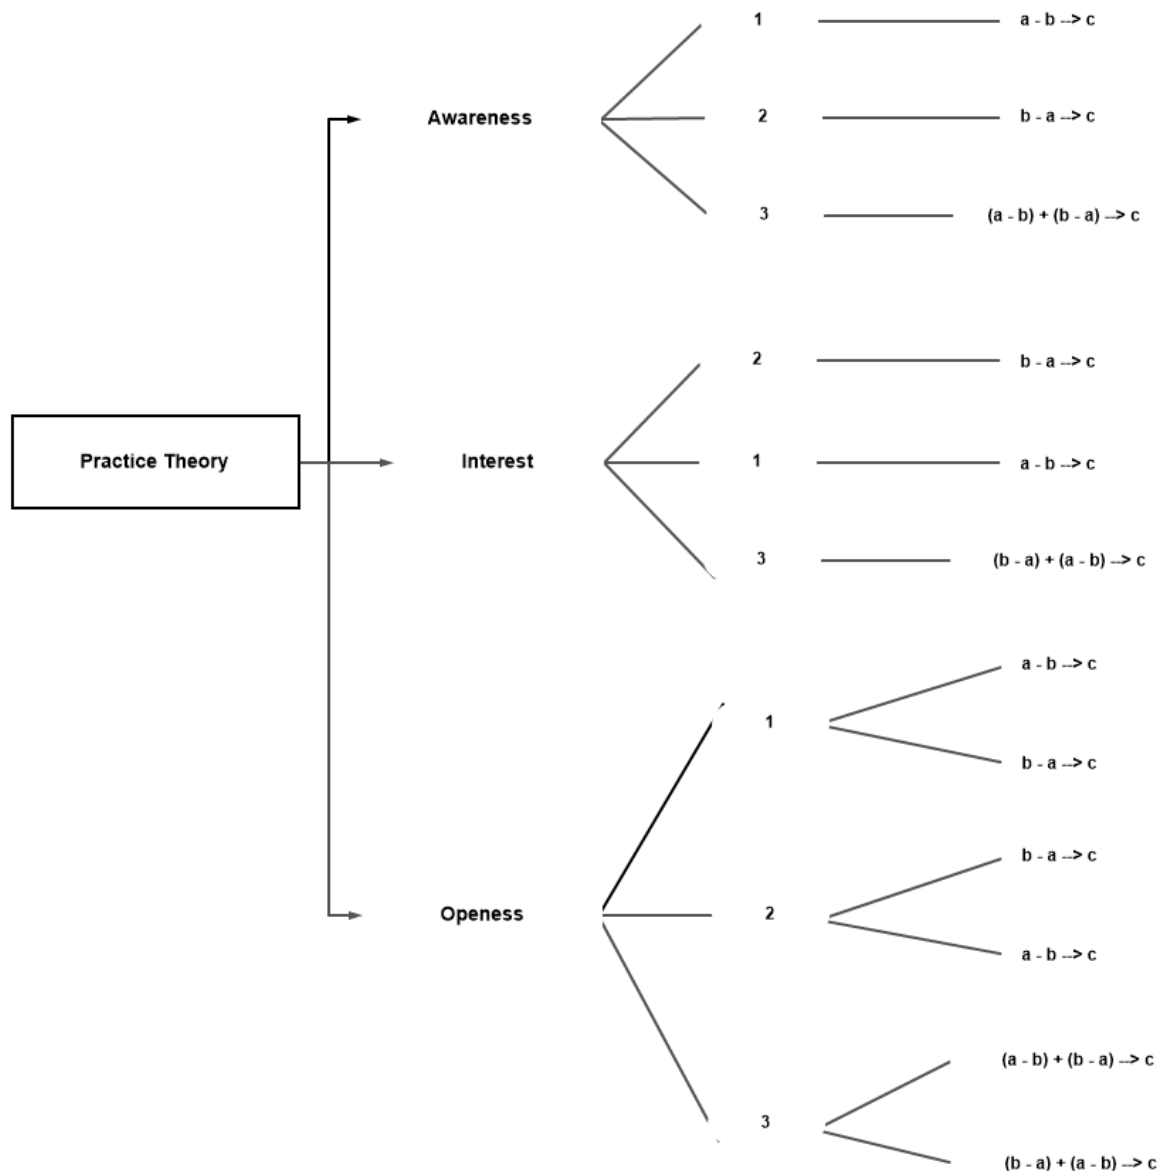 1
a - b --> c
Awareness
2
b - a --> c
3
(a - b) + (b - a) --> c
2
b - a --> c
Practice Theory
Interest
1
a - b --> c
3
(b - a) + (a - b) --> c
a - b --> c
1
b - a --> c
b - a --> c
Openess
2
a - b --> c
(a - b) + (b - a) --> c
3
(b - a) + (a - b) --> c